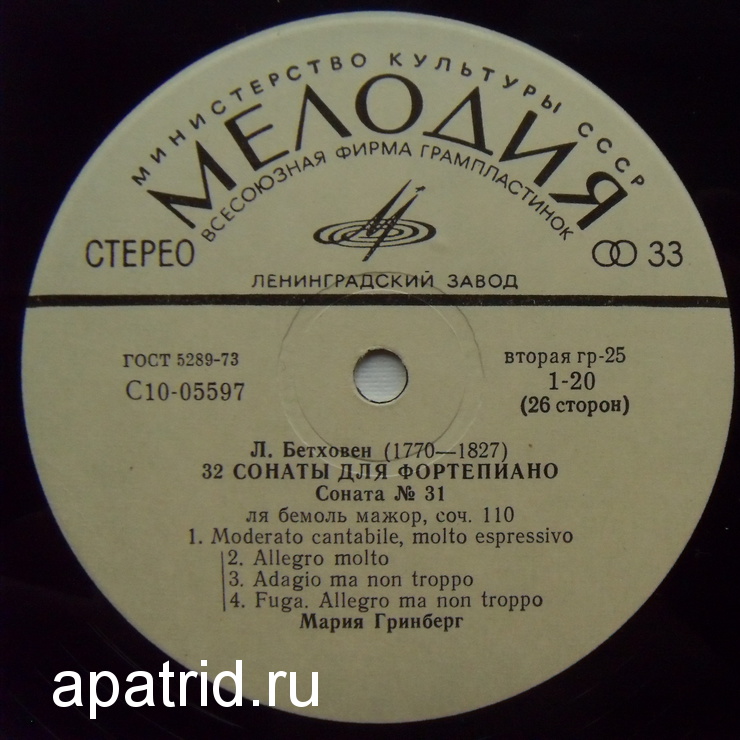 МИНИСТЕРСТВО КУЛЬТУРЫ СССР
МЕЛОДИЯ
ВСЕСОЮЗНАЯ ФИРМА ГРАМПЛАСТИНОК
СТЕРЕО
33
ЛЕНИНГРАДСКИЙ ЗАВОД
ГОСТ 5289-73
С10-05597
вторая гр-25
1-20
(26 сторон)
Л. Бетховен (1770—1827)
32 СОНАТЫ ДЛЯ ФОРТЕПИАНО
Соната № 31
ля бемоль мажор, соч. 110
1. Moderato cantabile, molto espressivo
2. Allegro molto
3. Adagio ma non troppo
4. Fuga. Allegro ma non troppo
Мария Гринберг
apatrid.ru